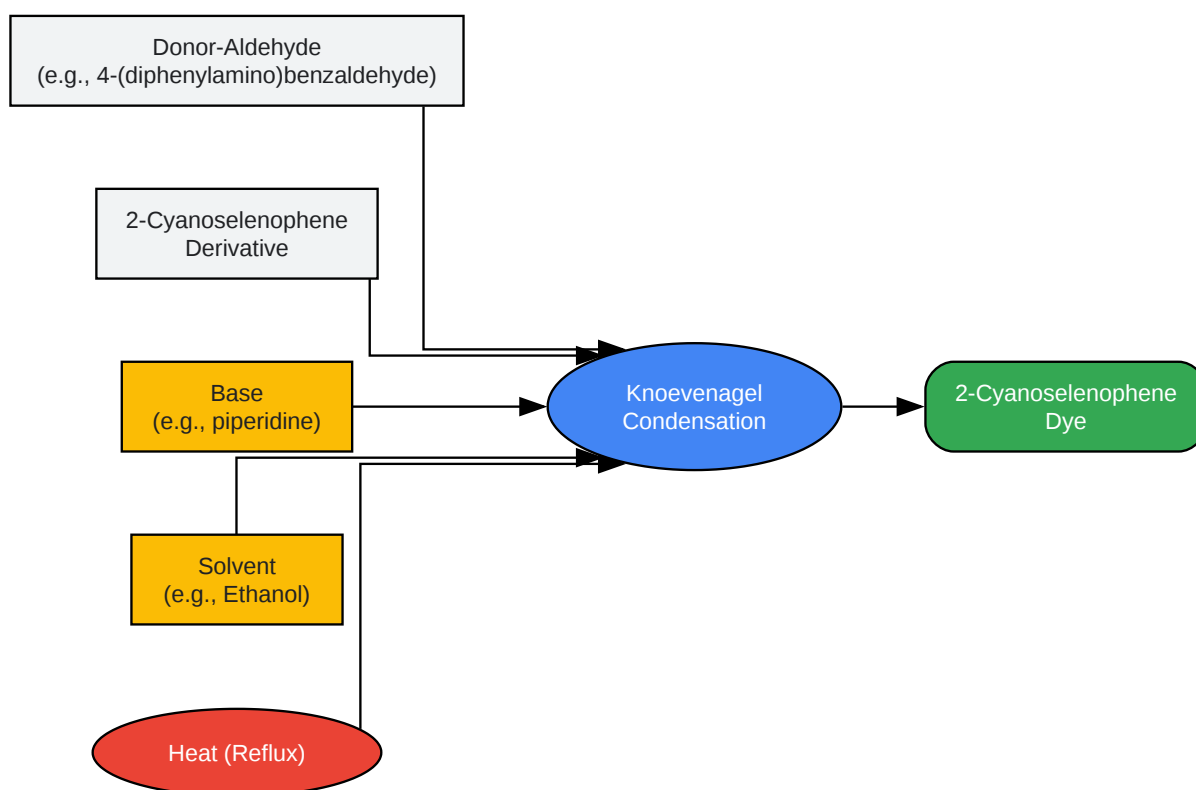 Donor-Aldehyde
(e.g., 4-(diphenylamino)benzaldehyde)
2-Cyanoselenophene
Derivative
Base
(e.g., piperidine)
Knoevenagel
Condensation
2-Cyanoselenophene
Dye
Solvent
(e.g., Ethanol)
Heat (Reflux)